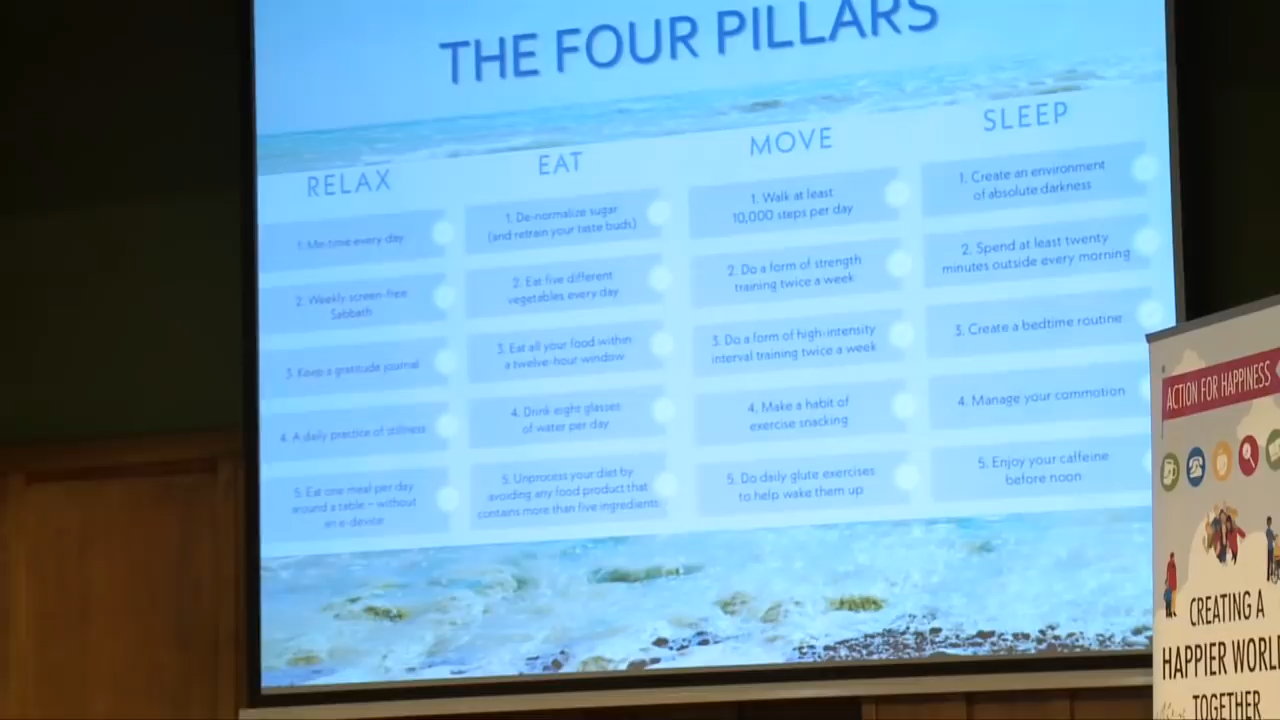 THE FOUR PILLARS
RELAX
1. Me-time every day
2. Weekly screen-free
Sabbath
3. Keep a gratitude journal
4. A daily practice of stillness
5. Eat one meal per day
around a table – without
an e-device
EAT
1. De-normalize sugar
(and retrain your taste buds)
2. Eat five different
vegetables every day
3. Eat all your food within
a twelve-hour window
4. Drink eight glasses
of water per day
5. Unprocess your diet by
avoiding any food product that
contains more than five ingredients
MOVE
1. Walk at least
10,000 steps per day
2. Do a form of strength
training twice a week
3. Do a form of high-intensity
interval training twice a week
4. Make a habit of
exercise snacking
5. Do daily glute exercises
to help wake them up
SLEEP
1. Create an environment
of absolute darkness
2. Spend at least twenty
minutes outside every morning
3. Create a bedtime routine
4. Manage your commotion
5. Enjoy your caffeine
before noon
ACTION FOR HAPPINESS
CREATING A
HAPPIER WORLD
TOGETHER